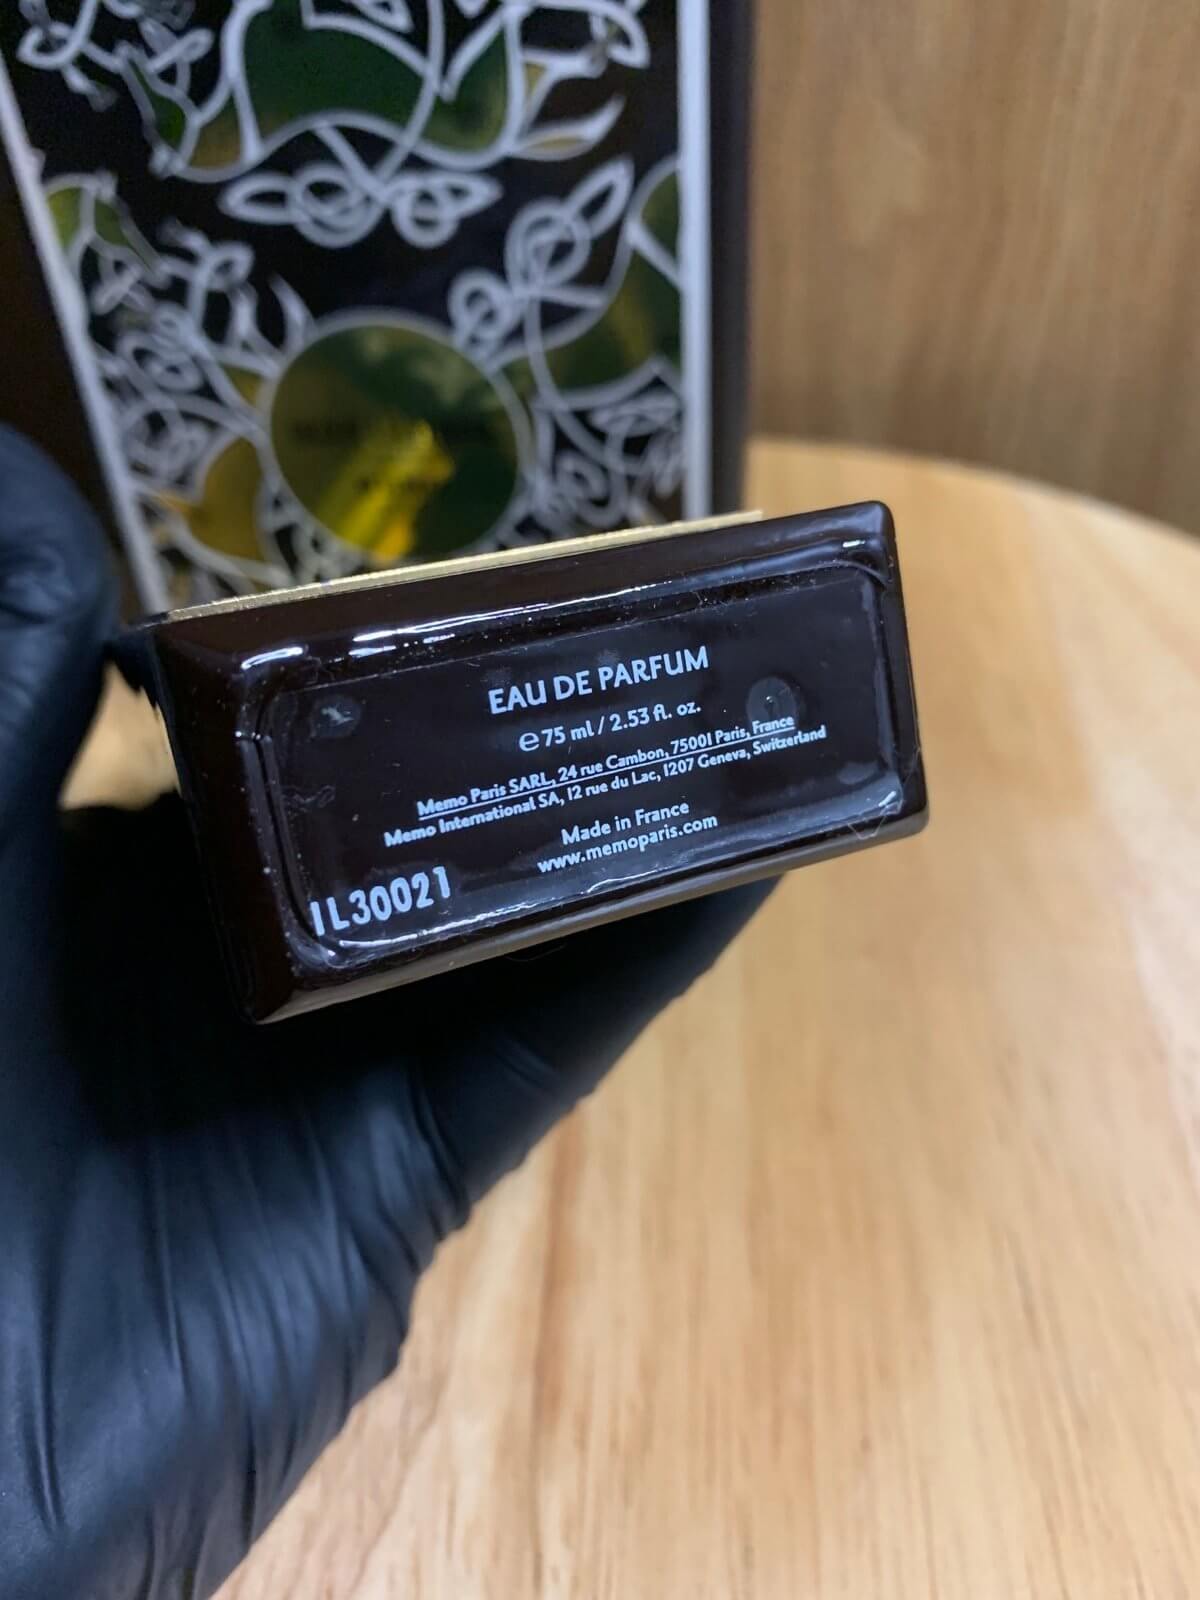 EAU DE PARFUM
℮ 75 ml / 2.53 fl. oz.
Memo Paris SARL, 24 rue Cambon, 75001 Paris, France
Memo International SA, 12 rue du Lac, 1207 Geneva, Switzerland
Made in France
www.memoparis.com
1L30021